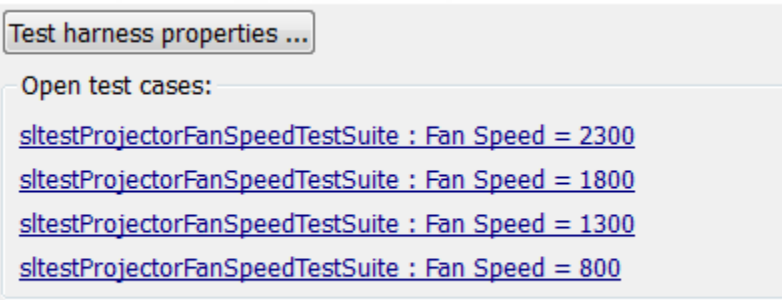 Test harness properties ...
Open test cases:
sltestProjectorFanSpeedTestSuite : Fan Speed = 2300
sltestProjectorFanSpeedTestSuite : Fan Speed = 1800
sltestProjectorFanSpeedTestSuite : Fan Speed = 1300
sltestProjectorFanSpeedTestSuite : Fan Speed = 800